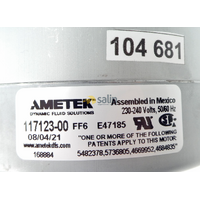 104 681
AMETEK
DYNAMIC FLUID SOLUTIONS
Assembled in Mexico
230-240 Volts, 50/60 Hz
117123-00 FF6 E47185
08/04/21
www.ametekdfs.com
168884
"ONE OR MORE OF THE FOLLOWING
PATENTS APPLY TO THIS MOTOR"
5482378,5736805,4669952,4684835"